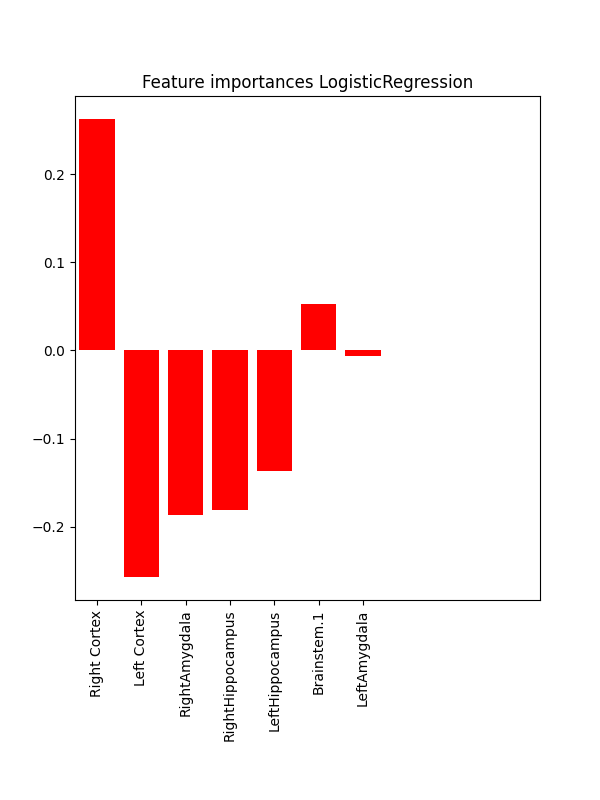 Feature importances LogisticRegression
0.2
0.1
0.0
−0.1
−0.2
Right Cortex
Left Cortex
RightAmygdala
RightHippocampus
LeftHippocampus
Brainstem.1
LeftAmygdala